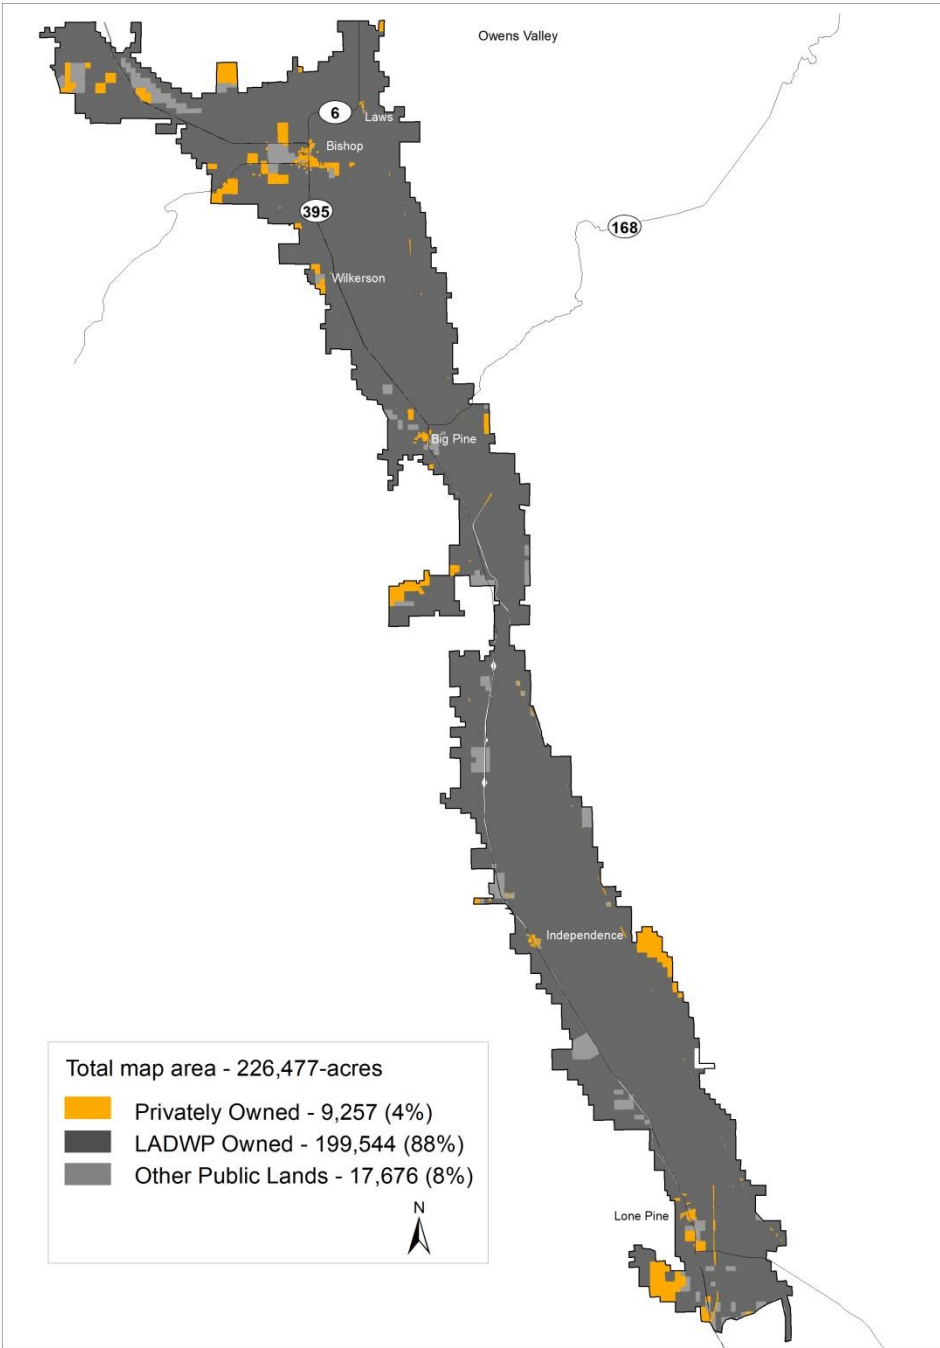 Owens Valley
6
Laws
Bishop
395
168
Wilkerson
Big Pine
Independence
Total map area - 226,477-acres
Privately Owned - 9,257 (4%)
LADWP Owned - 199,544 (88%)
Other Public Lands - 17,676 (8%)
N
Lone Pine